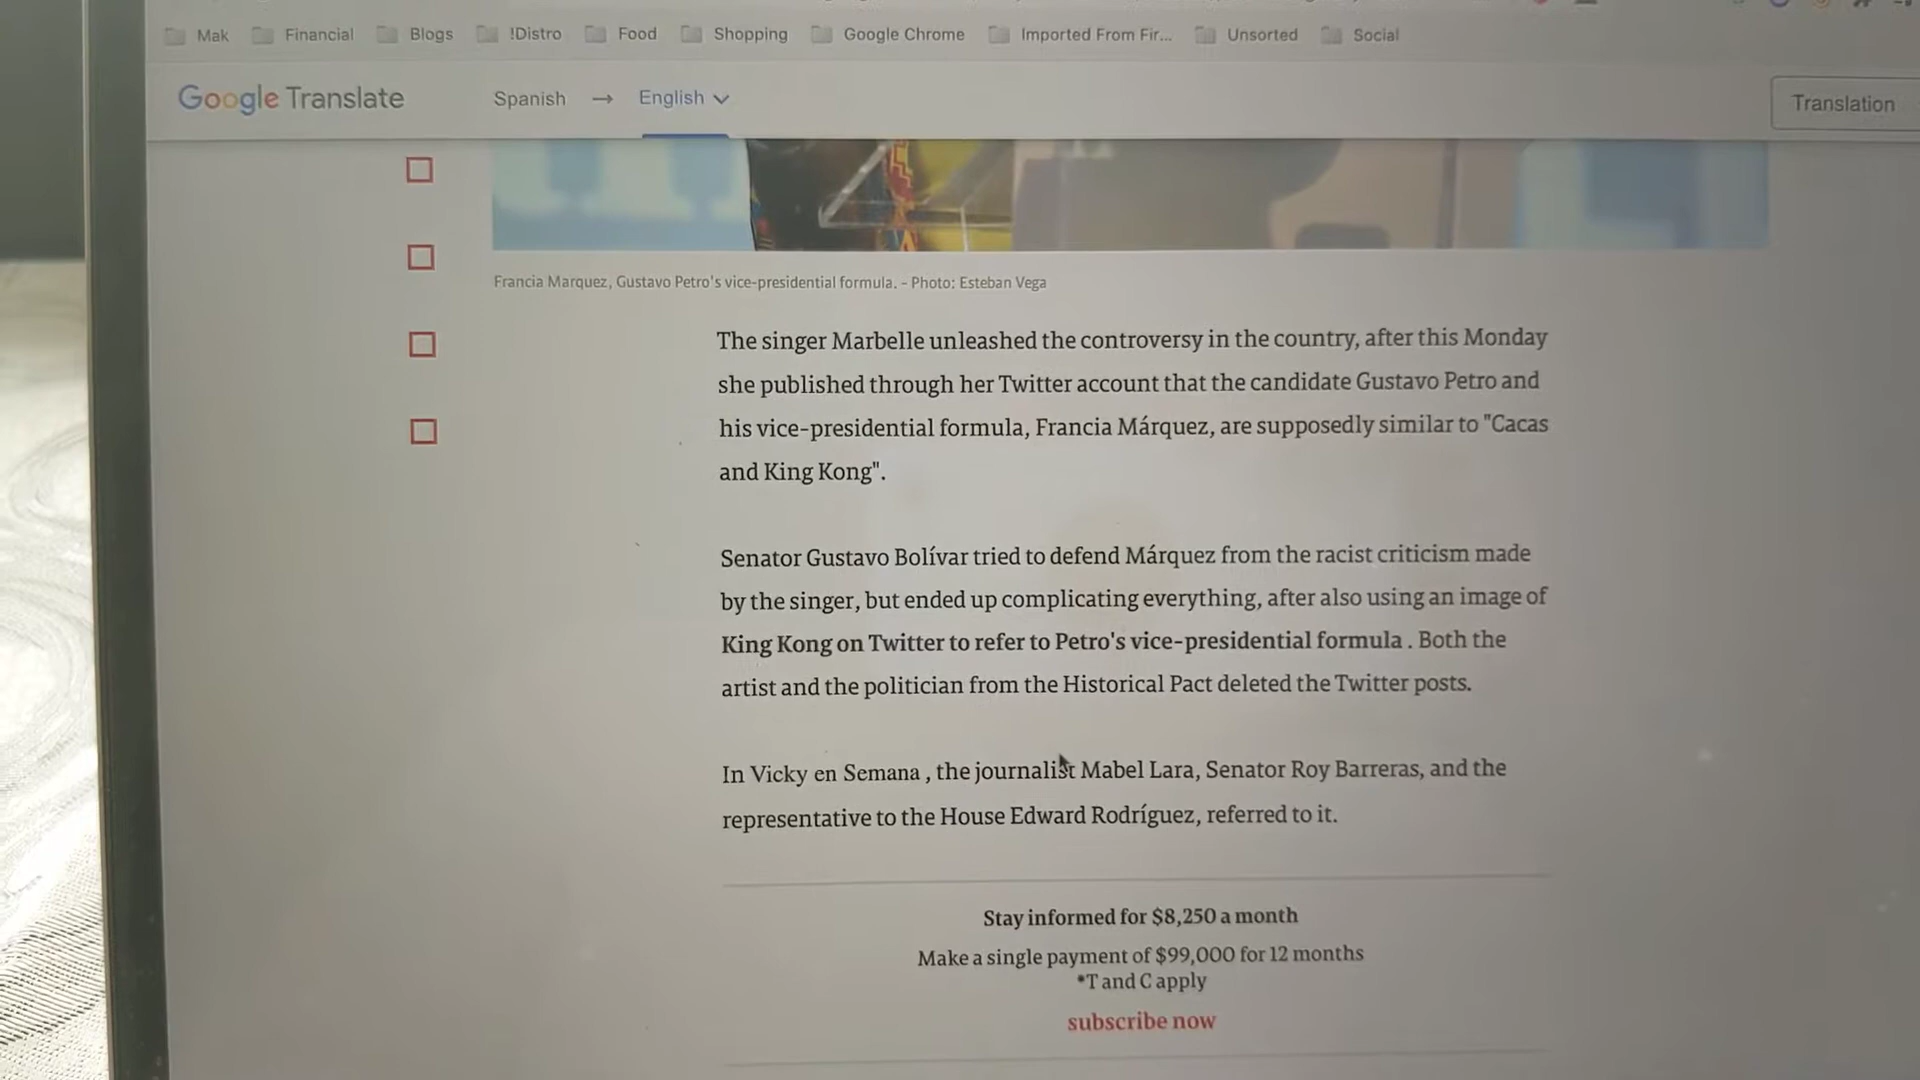 Mak Financial Blogs !Distro Food Shopping Google Chrome Imported From Fir... Unsorted Social
Google Translate Spanish → English Translation
Francia Marquez, Gustavo Petro's vice-presidential formula. - Photo: Esteban Vega
The singer Marbelle unleashed the controversy in the country, after this Monday
she published through her Twitter account that the candidate Gustavo Petro and
his vice-presidential formula, Francia Márquez, are supposedly similar to "Cacas
and King Kong".
Senator Gustavo Bolívar tried to defend Márquez from the racist criticism made
by the singer, but ended up complicating everything, after also using an image of
King Kong on Twitter to refer to Petro's vice-presidential formula . Both the
artist and the politician from the Historical Pact deleted the Twitter posts.
In Vicky en Semana , the journalist Mabel Lara, Senator Roy Barreras, and the
representative to the House Edward Rodríguez, referred to it.
Stay informed for $8,250 a month
Make a single payment of $99,000 for 12 months
*T and C apply
subscribe now